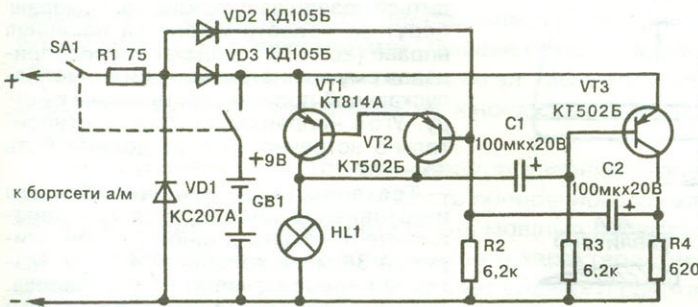 VD2 КД105Б
SA1
R1 75
VD3 КД105Б
+
VT1
КТ814А
VT3
КТ502Б
VT2
C1
100мкх20В
+
+9В
КТ502Б
C2
100мкх20В
+
к бортсети а/м
VD1
КС207А
GB1
HL1
R2
6,2к
R3
6,2к
R4
620
-